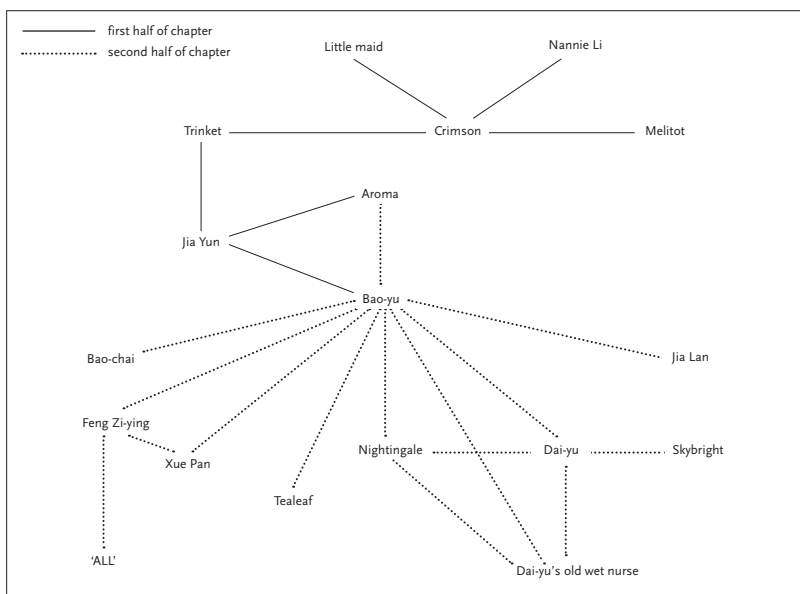 first half of chapter
second half of chapter
Little maid
Nannie Li
Trinket
Crimson
Melitot
Aroma
Jia Yun
Bao-yu
Bao-chai
Jia Lan
Feng Zi-ying
Xue Pan
Nightingale
Dai-yu
Skybright
Tealeaf
‘ALL’
Dai-yu’s old wet nurse